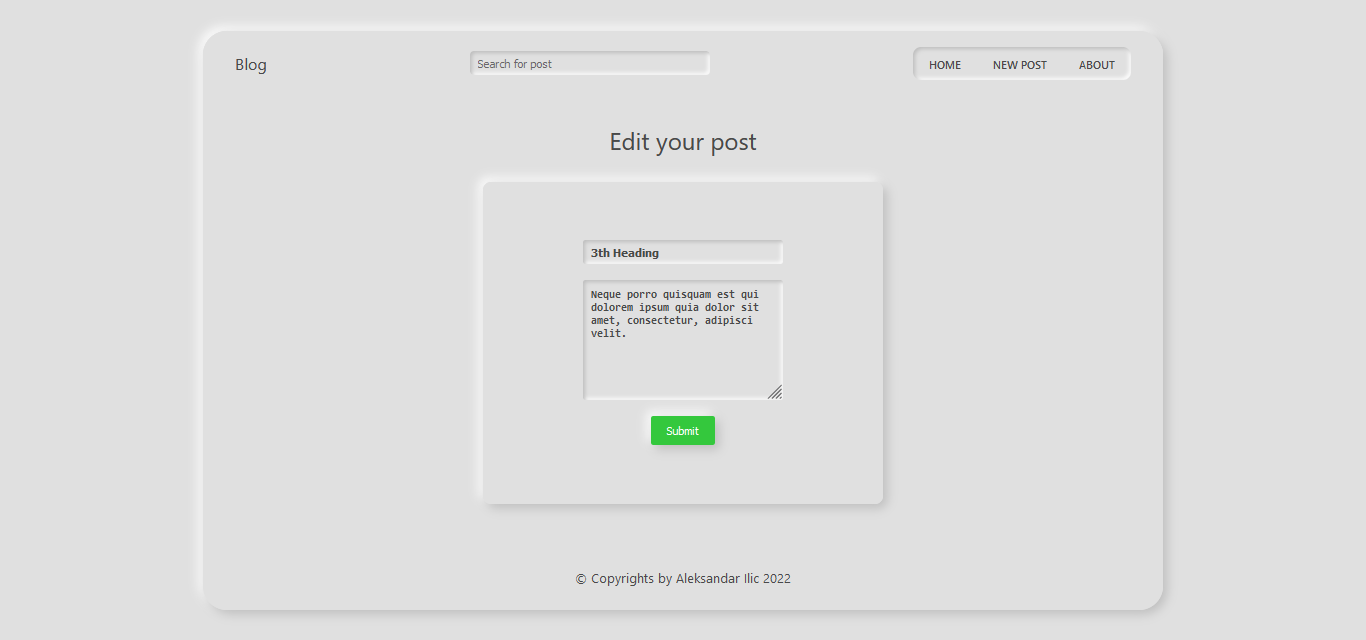 Blog
Search for post
HOME NEW POST ABOUT
Edit your post
3th Heading
Neque porro quisquam est qui
dolorem ipsum quia dolor sit
amet, consectetur, adipisci
velit.
Submit
© Copyrights by Aleksandar Ilic 2022